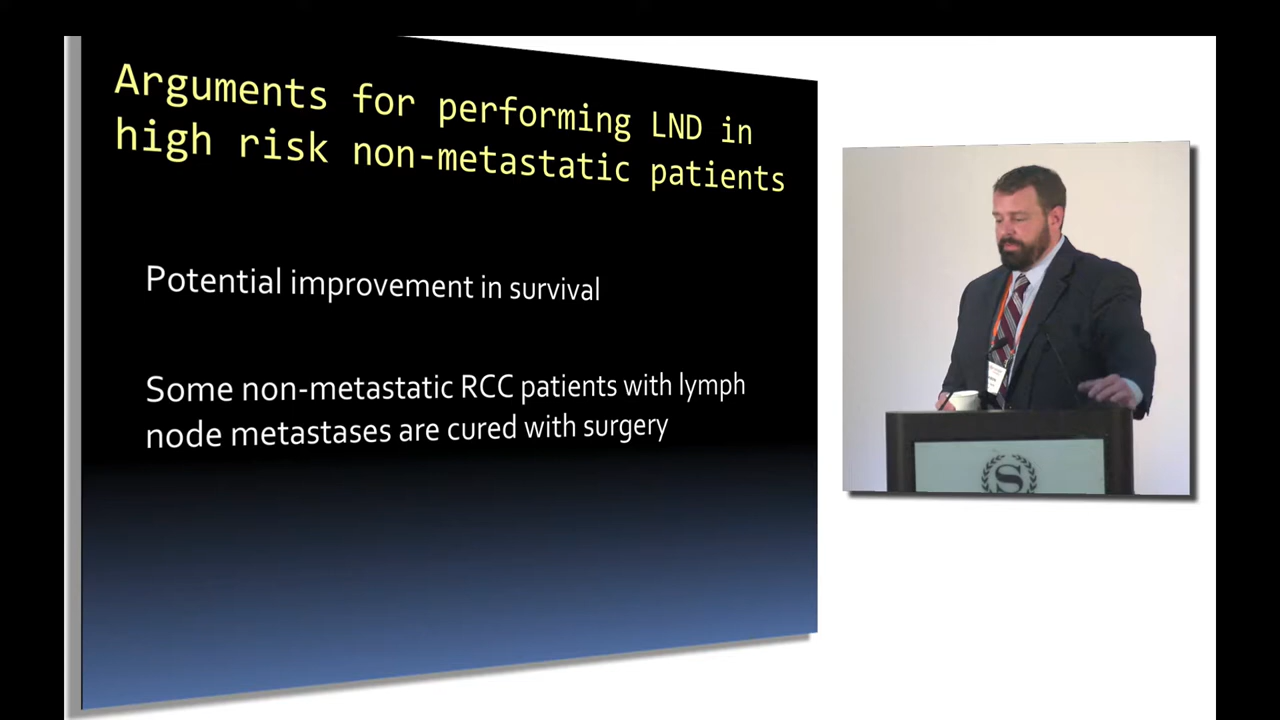 Arguments for performing LND in
high risk non-metastatic patients
Potential improvement in survival
Some non-metastatic RCC patients with lymph
node metastases are cured with surgery
S